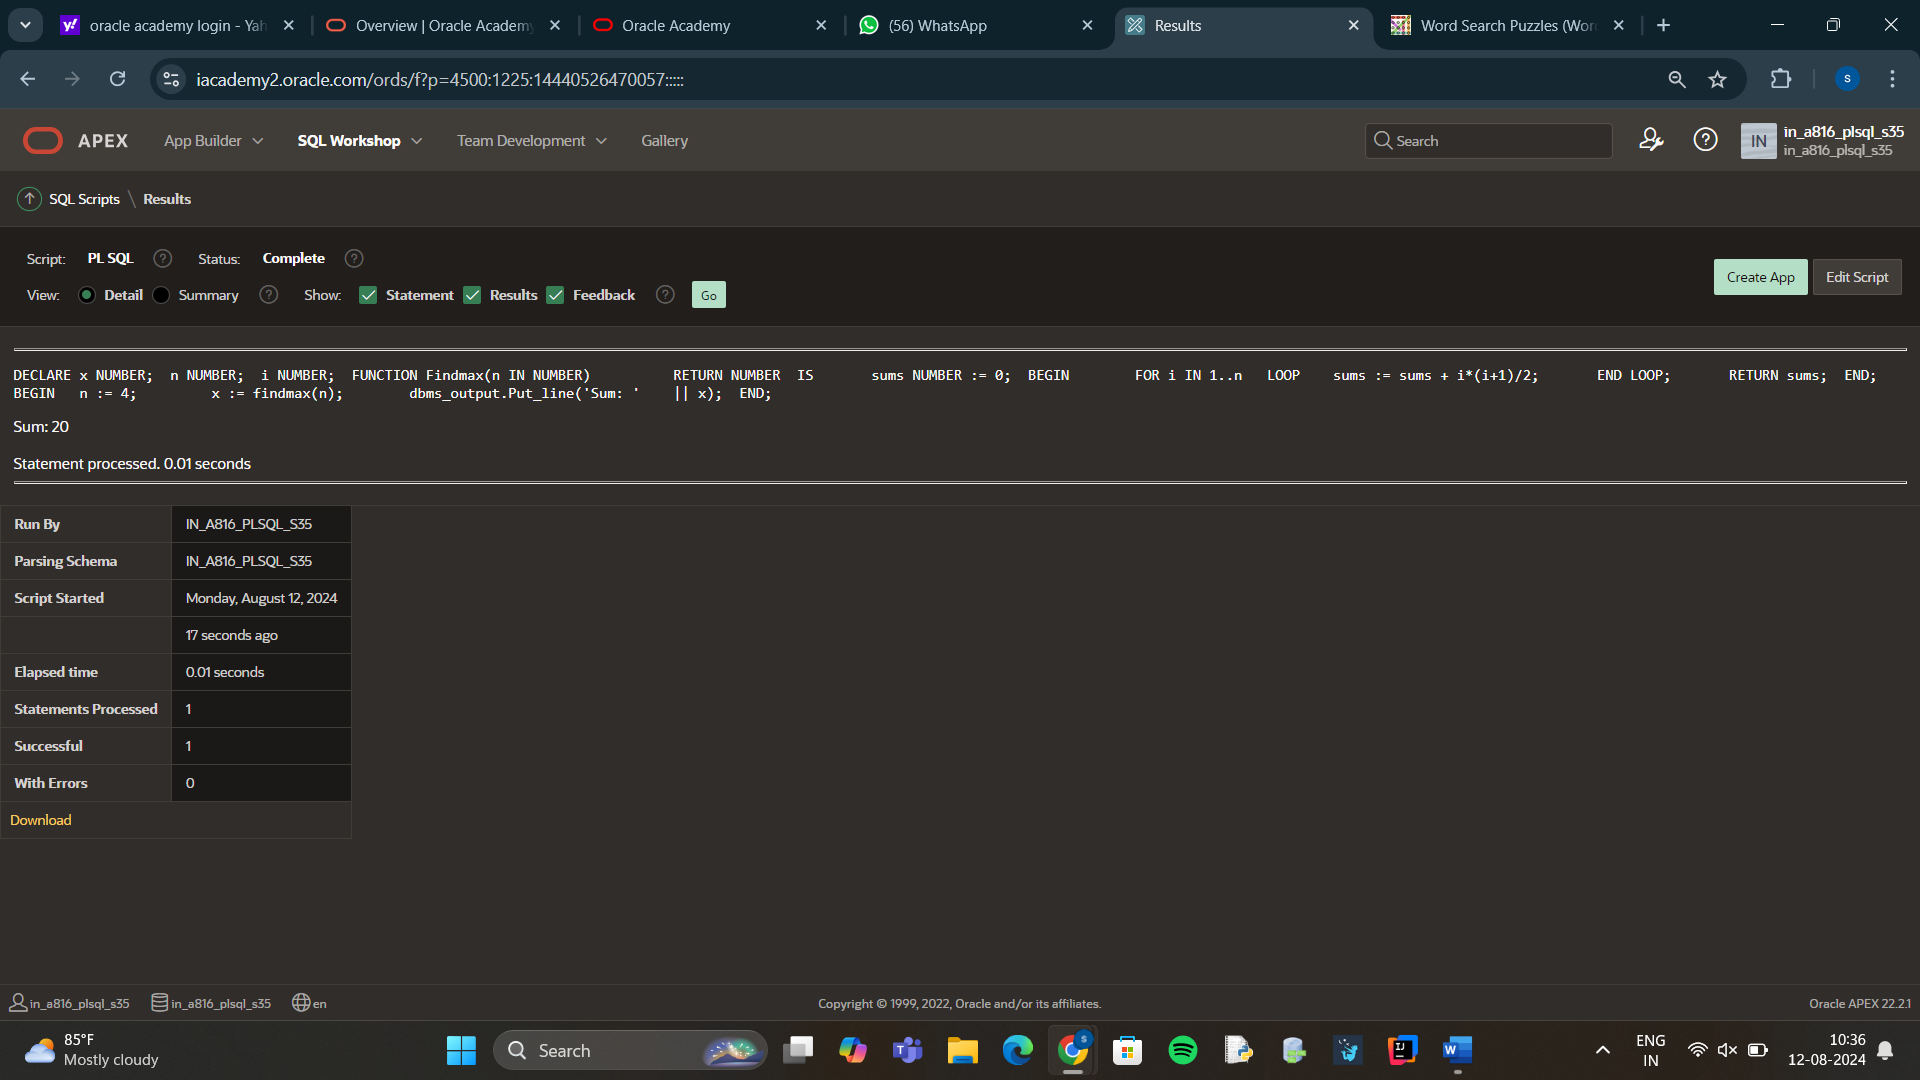 oracle academy login - Yah
Overview | Oracle Academy
Oracle Academy
(56) WhatsApp
Results
Word Search Puzzles (Wor
iacademy2.oracle.com/ords/f?p=4500:1225:14440526470057:::::
S
APEX
App Builder
SQL Workshop
Team Development
Gallery
Search
IN
in_a816_plsql_s35
in_a816_plsql_s35
SQL Scripts \ Results
Script: PL SQL Status: Complete
View: Detail Summary Show: Statement Results Feedback Go
Create App
Edit Script
DECLARE x NUMBER; n NUMBER; i NUMBER; FUNCTION Findmax(n IN NUMBER) RETURN NUMBER IS sums NUMBER := 0; BEGIN FOR i IN 1..n LOOP sums := sums + i*(i+1)/2; END LOOP; RETURN sums; END;
BEGIN n := 4; x := findmax(n); dbms_output.Put_line('Sum: ' || x); END;
Sum: 20
Statement processed. 0.01 seconds
Run By IN_A816_PLSQL_S35
Parsing Schema IN_A816_PLSQL_S35
Script Started Monday, August 12, 2024
17 seconds ago
Elapsed time 0.01 seconds
Statements Processed 1
Successful 1
With Errors 0
Download
in_a816_plsql_s35 in_a816_plsql_s35 en
Copyright © 1999, 2022, Oracle and/or its affiliates.
Oracle APEX 22.2.1
85°F
Mostly cloudy
Search
ENG
IN
10:36
12-08-2024